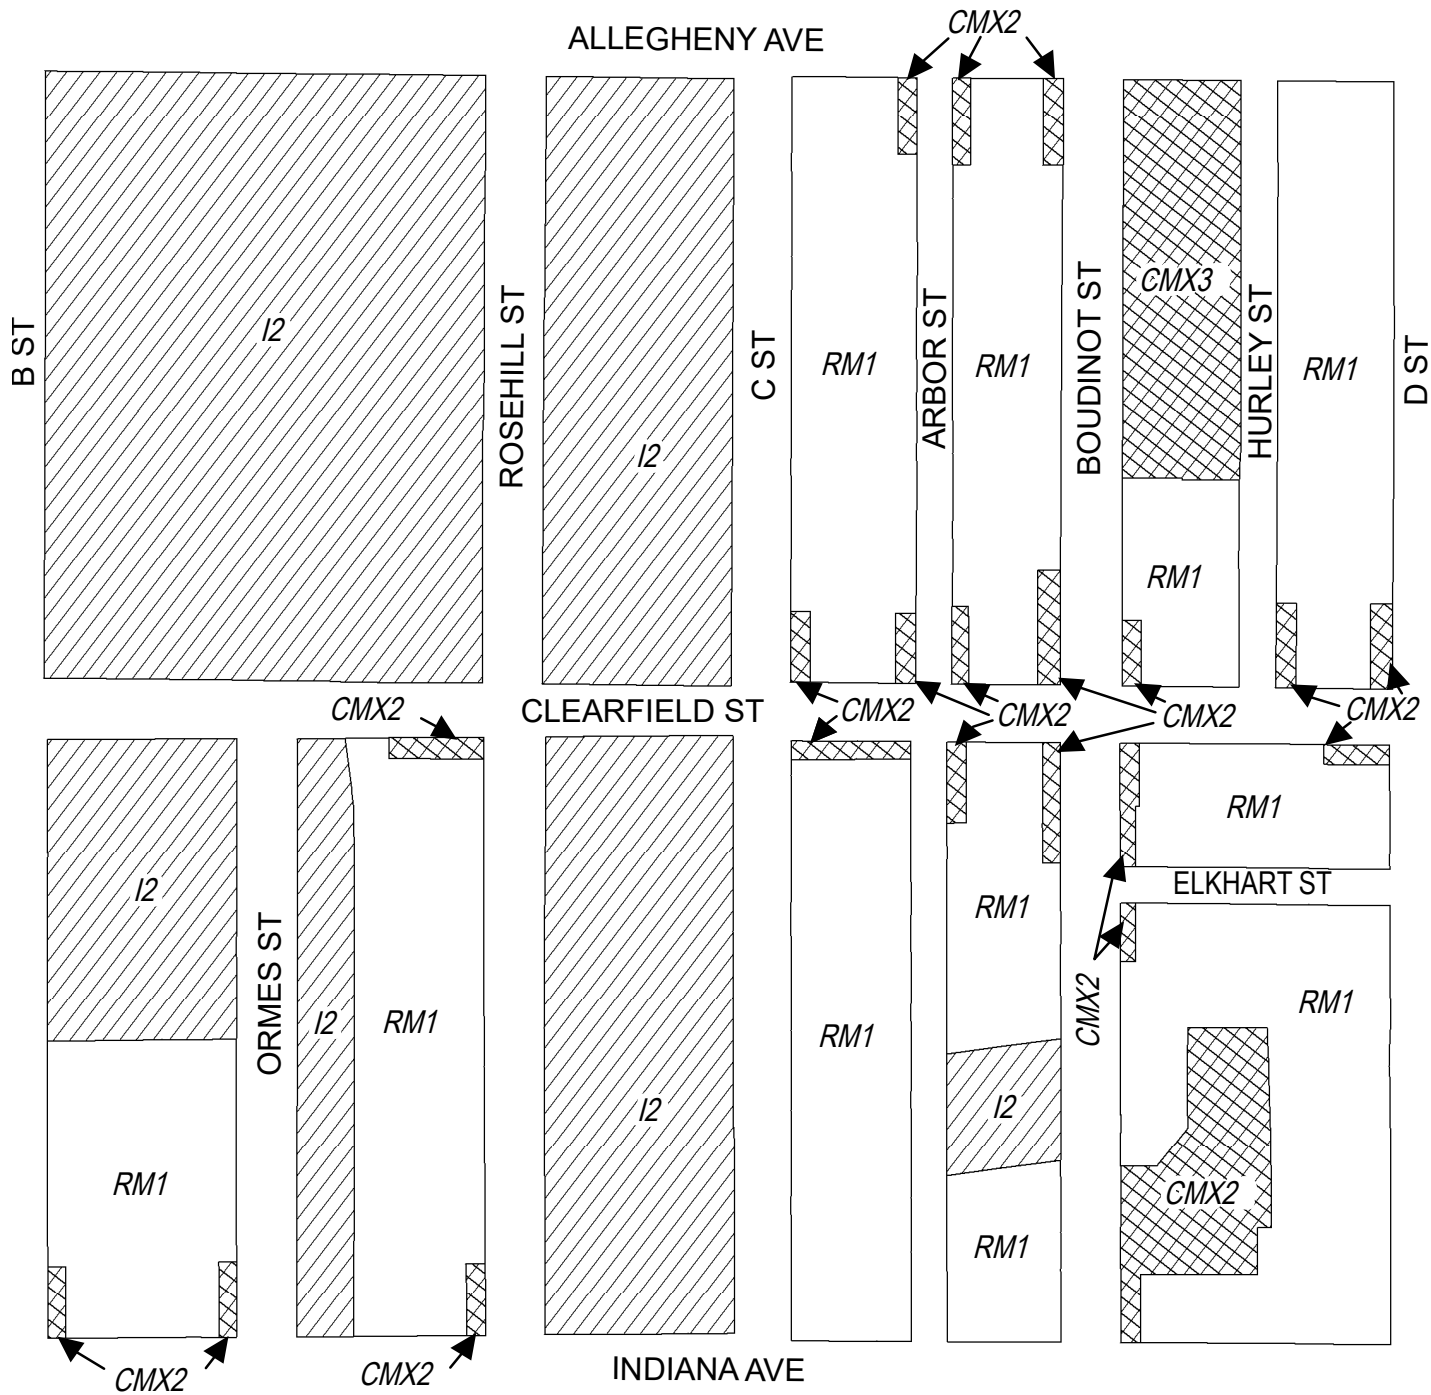 CMX2
ALLEGHENY AVE
B ST
I2
ROSEHILL ST
I2
C ST
RM1
ARBOR ST
RM1
BOUDINOT ST
CMX3
RM1
HURLEY ST
RM1
D ST
CMX2
CLEARFIELD ST
CMX2
CMX2
CMX2
CMX2
I2
ORMES ST
I2
RM1
I2
RM1
RM1
I2
RM1
RM1
ELKHART ST
CMX2
RM1
CMX2
RM1
CMX2
CMX2
INDIANA AVE